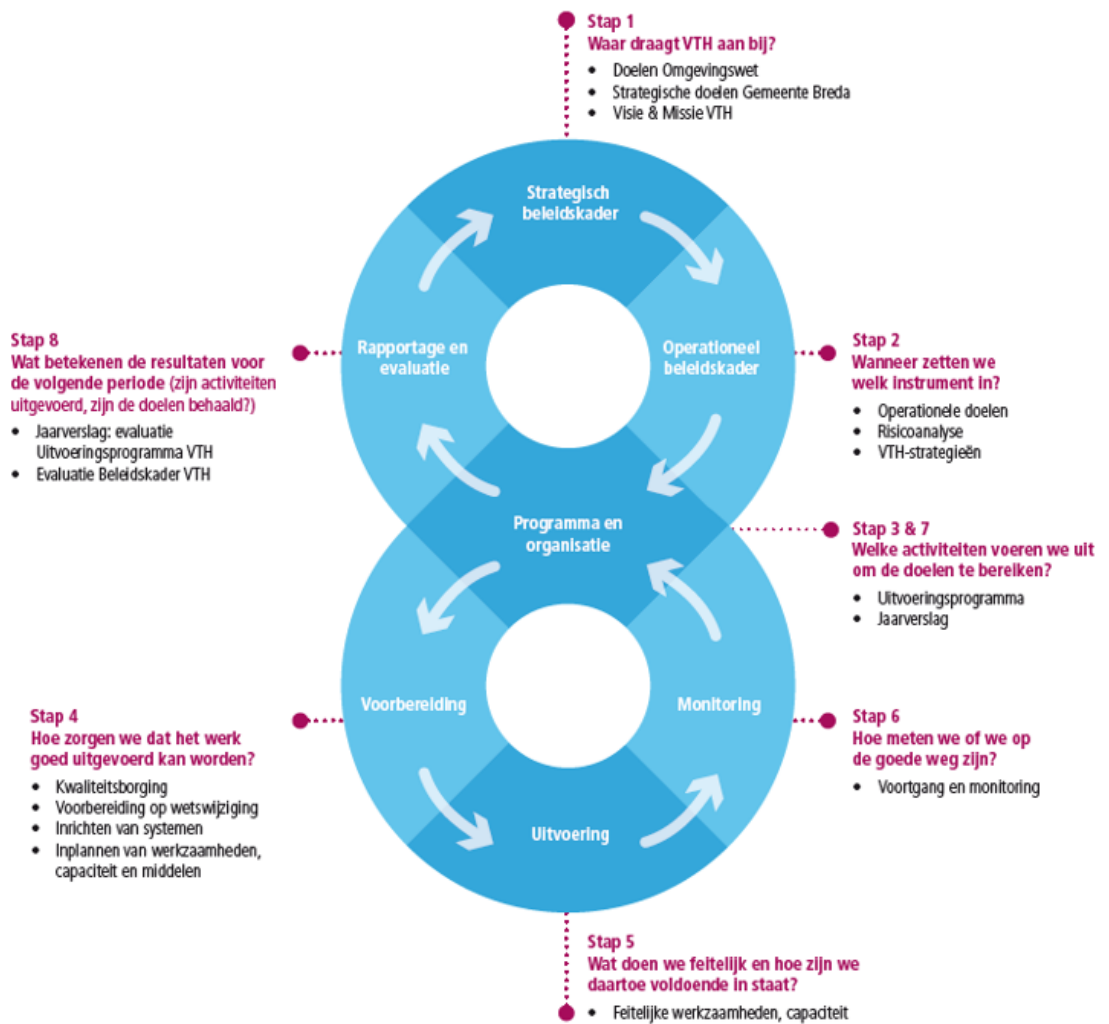 Stap 1
Waar draagt VTH aan bij?
• Doelen Omgevingswet
• Strategische doelen Gemeente Breda
• Visie & Missie VTH
Strategisch
beleidskader
Operationeel
beleidskader
Stap 2
Wanneer zetten we
welk instrument in?
• Operationele doelen
• Risicoanalyse
• VTH-strategieën
Programma en
organisatie
Stap 3 & 7
Welke activiteiten voeren we uit
om de doelen te bereiken?
• Uitvoeringsprogramma
• Jaarverslag
Voorbereiding
Stap 4
Hoe zorgen we dat het werk
goed uitgevoerd kan worden?
• Kwaliteitsborging
• Voorbereiding op wetswijziging
• Inrichten van systemen
• Inplannen van werkzaamheden,
capaciteit en middelen
Uitvoering
Stap 5
Wat doen we feitelijk en hoe zijn we
daartoe voldoende in staat?
• Feitelijke werkzaamheden, capaciteit
Monitoring
Stap 6
Hoe meten we of we op
de goede weg zijn?
• Voortgang en monitoring
Rapportage en
evaluatie
Stap 8
Wat betekenen de resultaten voor
de volgende periode (zijn activiteiten
uitgevoerd, zijn de doelen behaald?)
• Jaarverslag: evaluatie
Uitvoeringsprogramma VTH
• Evaluatie Beleidskader VTH